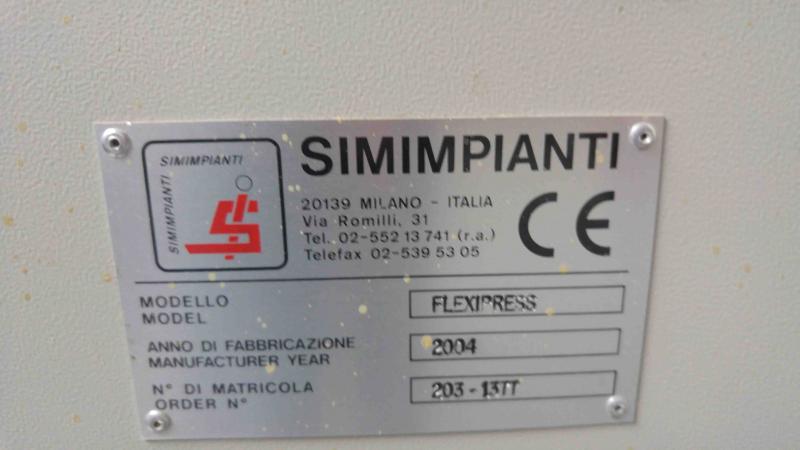 SIMIMPIANTI
SIMIMPIANTI
SIMIMPIANTI
20139 MILANO - ITALIA
Via Romilli, 31
Tel. 02-552 13 741 (r.a.)
Telefax 02-539 53 05
CE
MODELLO
MODEL
FLEXIPRESS
ANNO DI FABBRICAZIONE
MANUFACTURER YEAR
2004
N° DI MATRICOLA
ORDER N°
203-13TT